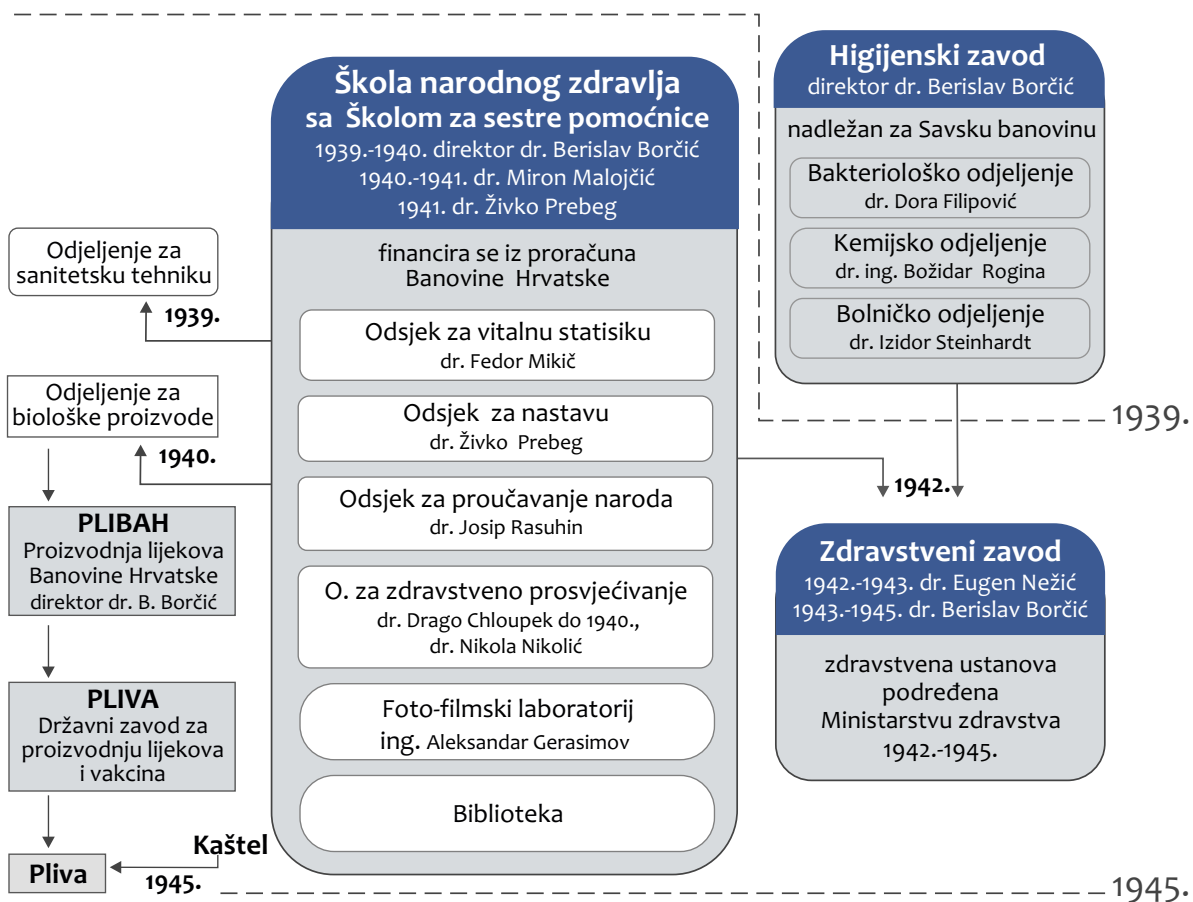 Škola narodnog zdravlja
sa Školom za sestre pomoćnice
1939.-1940. direktor dr. Berislav Borčić
1940.-1941. dr. Miron Malojčić
1941. dr. Živko Prebeg
financira se iz proračuna
Banovine Hrvatske
Odsjek za vitalnu statisiku
dr. Fedor Mikič
Odsjek za nastavu
dr. Živko Prebeg
Odsjek za proučavanje naroda
dr. Josip Rasuhin
O. za zdravstveno prosvjećivanje
dr. Drago Chloupek do 1940.,
dr. Nikola Nikolić
Foto-filmski laboratorij
ing. Aleksandar Gerasimov
Biblioteka
Higijenski zavod
direktor dr. Berislav Borčić
nadležan za Savsku banovinu
Bakteriološko odjeljenje
dr. Dora Filipović
Kemijsko odjeljenje
dr. ing. Božidar Rogina
Bolničko odjeljenje
dr. Izidor Steinhardt
1939.
1942.
Zdravstveni zavod
1942.-1943. dr. Eugen Nežić
1943.-1945. dr. Berislav Borčić
zdravstvena ustanova
podređena
Ministarstvu zdravstva
1942.-1945.
Odjeljenje za
sanitetsku tehniku
1939.
Odjeljenje za
biološke proizvode
1940.
PLIBAH
Proizvodnja lijekova
Banovine Hrvatske
direktor dr. B. Borčić
PLIVA
Državni zavod za
proizvodnju lijekova
i vakcina
Kaštel
Pliva
1945.
1945.